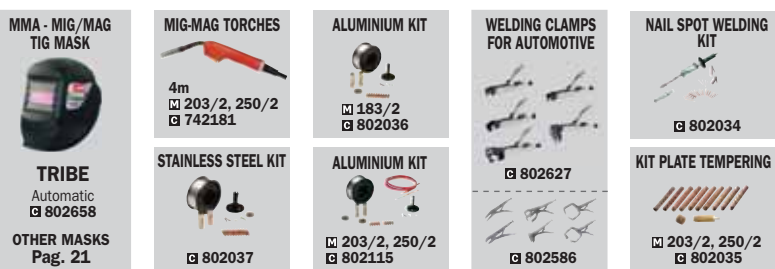 MMA - MIG/MAG
TIG MASK
TRIBE
Automatic
C 802658
OTHER MASKS
Pag. 21
MIG-MAG TORCHES
4m
M 203/2, 250/2
C 742181
STAINLESS STEEL KIT
C 802037
ALUMINIUM KIT
M 183/2
C 802036
ALUMINIUM KIT
M 203/2, 250/2
C 802115
WELDING CLAMPS
FOR AUTOMOTIVE
C 802627
C 802586
NAIL SPOT WELDING
KIT
C 802034
KIT PLATE TEMPERING
M 203/2, 250/2
C 802035